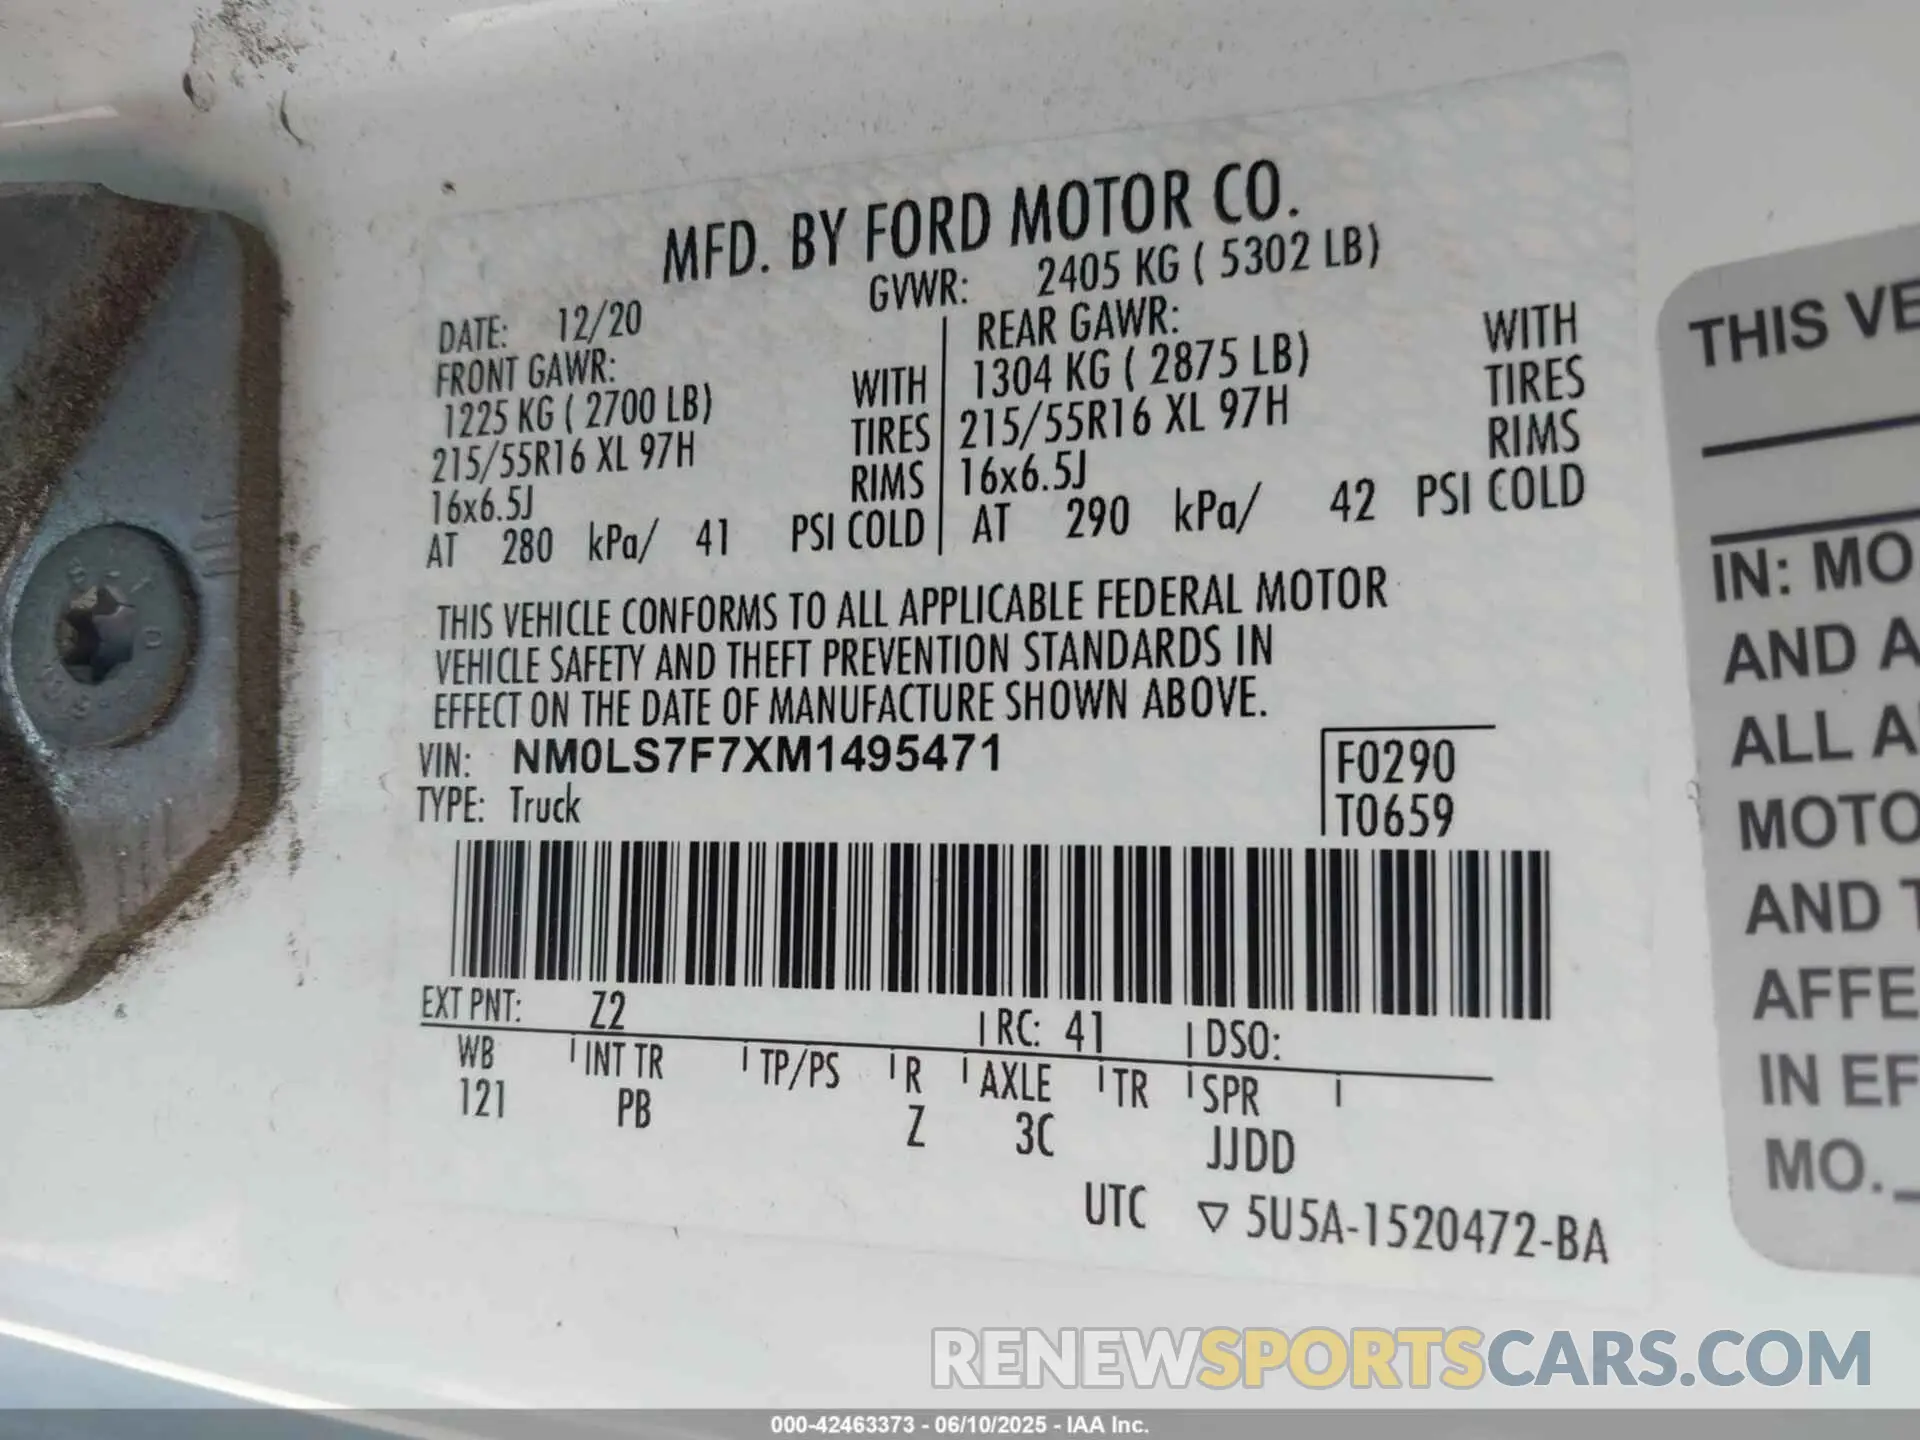 MFD. BY FORD MOTOR CO.
DATE: 12/20 GVWR: 2405 KG ( 5302 LB)
FRONT GAWR: REAR GAWR:
1225 KG ( 2700 LB) WITH 1304 KG ( 2875 LB) WITH
215/55R16 XL 97H TIRES 215/55R16 XL 97H TIRES
16x6.5J RIMS 16x6.5J RIMS
AT 280 kPa/ 41 PSI COLD AT 290 kPa/ 42 PSI COLD
THIS VEHICLE CONFORMS TO ALL APPLICABLE FEDERAL MOTOR
VEHICLE SAFETY AND THEFT PREVENTION STANDARDS IN
EFFECT ON THE DATE OF MANUFACTURE SHOWN ABOVE.
VIN: NM0LS7F7XM1495471 F0290
TYPE: Truck T0659
EXT PNT: Z2 RC: 41 DSO:
WB INT TR TP/PS R AXLE TR SPR
121 PB Z 3C JJDD
UTC ▽ 5U5A-1520472-BA
THIS VE
IN: MO
AND A
ALL A
MOTO
AND T
AFFE
IN EF
MO.
RENEWSPORTSCARS.COM
000-42463373 - 06/10/2025 - IAA Inc.